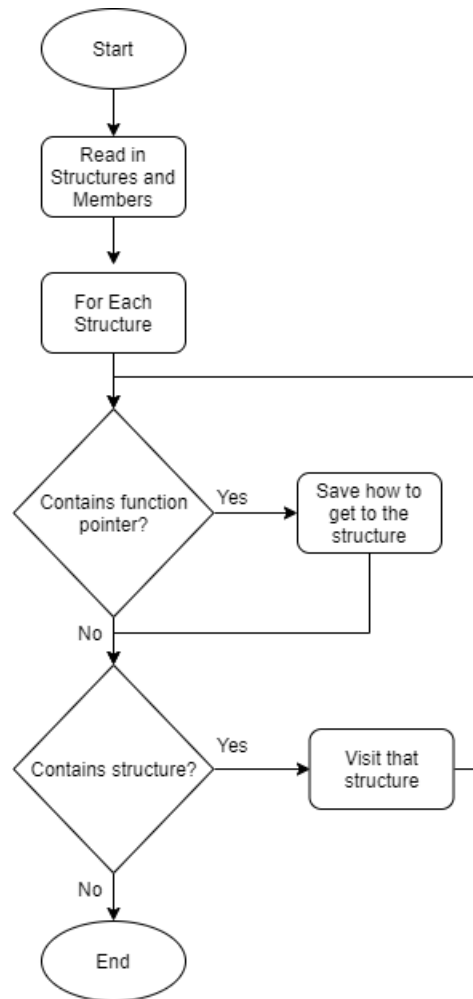 Start
Read in
Structures and
Members
For Each
Structure
Contains function
pointer?
Yes
Save how to
get to the
structure
No
Contains structure?
Yes
Visit that
structure
No
End